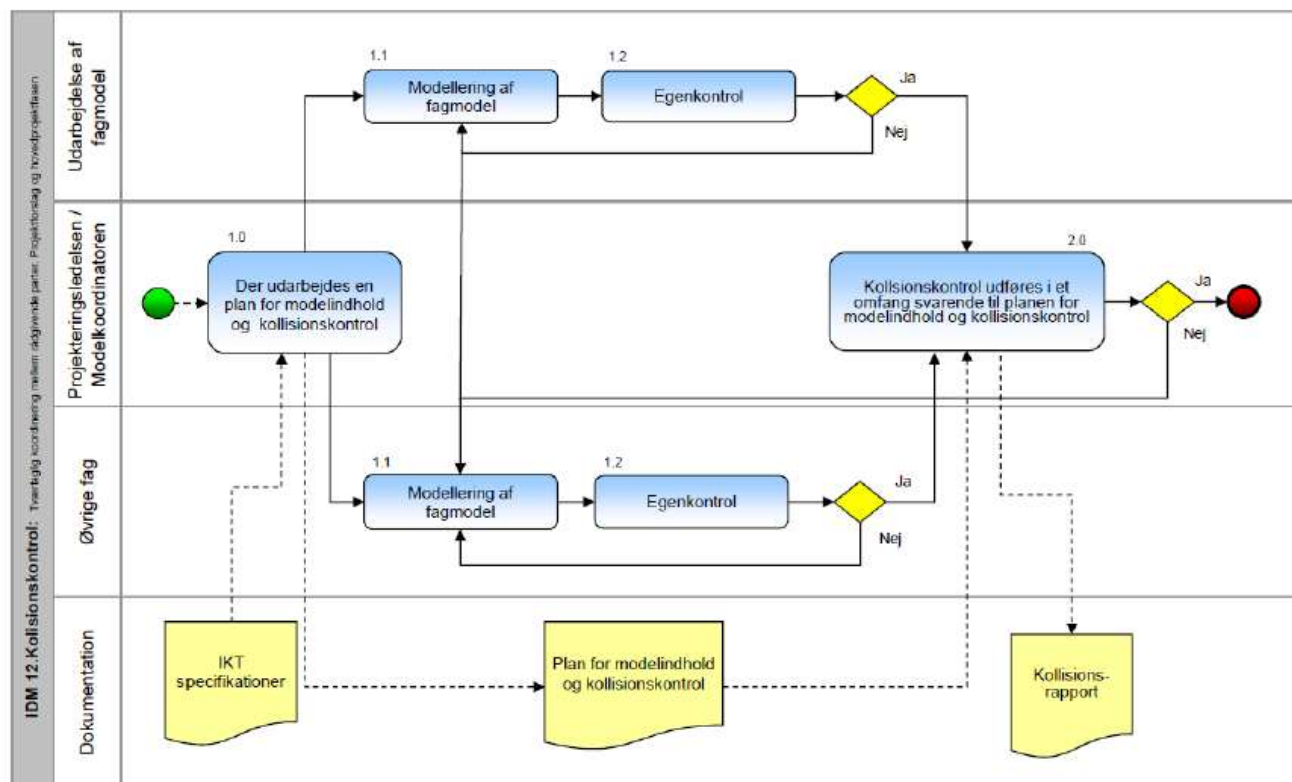 IDM 12.Kolisionskontrol: Tværfaglig koordinering mellem rådgivende parter. Projektforslag og hovedprojektfasen
Udarbejdelse af
fagmodel
1.1
Modellering af
fagmodel
1.2
Egenkontrol
Ja
Nej
Projekteringsledelsen /
Modelkoordinatoren
1.0
Der udarbejdes en
plan for modelindhold
og kollisionskontrol
2.0
Kollsionskontrol udføres i et
omfang svarende til planen for
modelindhold og kollisionskontrol
Ja
Nej
Øvrige fag
1.1
Modellering af
fagmodel
1.2
Egenkontrol
Ja
Nej
Dokumentation
IKT
specifikationer
Plan for modelindhold
og kollisionskontrol
Kollisions-
rapport